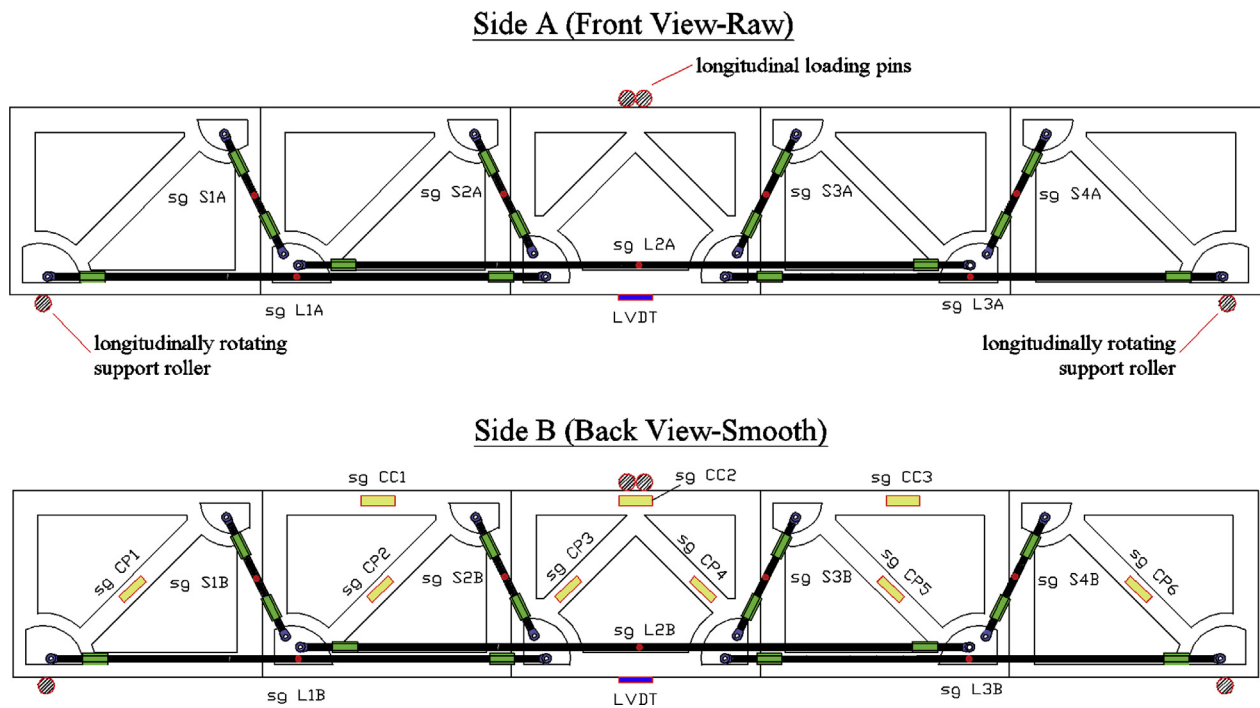 Side A (Front View-Raw)
longitudinal loading pins
sg S1A
sg S2A
sg S3A
sg S4A
sg L2A
sg L1A
LVDT
sg L3A
longitudinally rotating
support roller
longitudinally rotating
support roller
Side B (Back View-Smooth)
sg CC1
sg CC2
sg CC3
sg CP1
sg S1B
sg CP2
sg S2B
sg CP3
sg CP4
sg S3B
sg CP5
sg S4B
sg CP6
sg L2B
sg L1B
LVDT
sg L3B